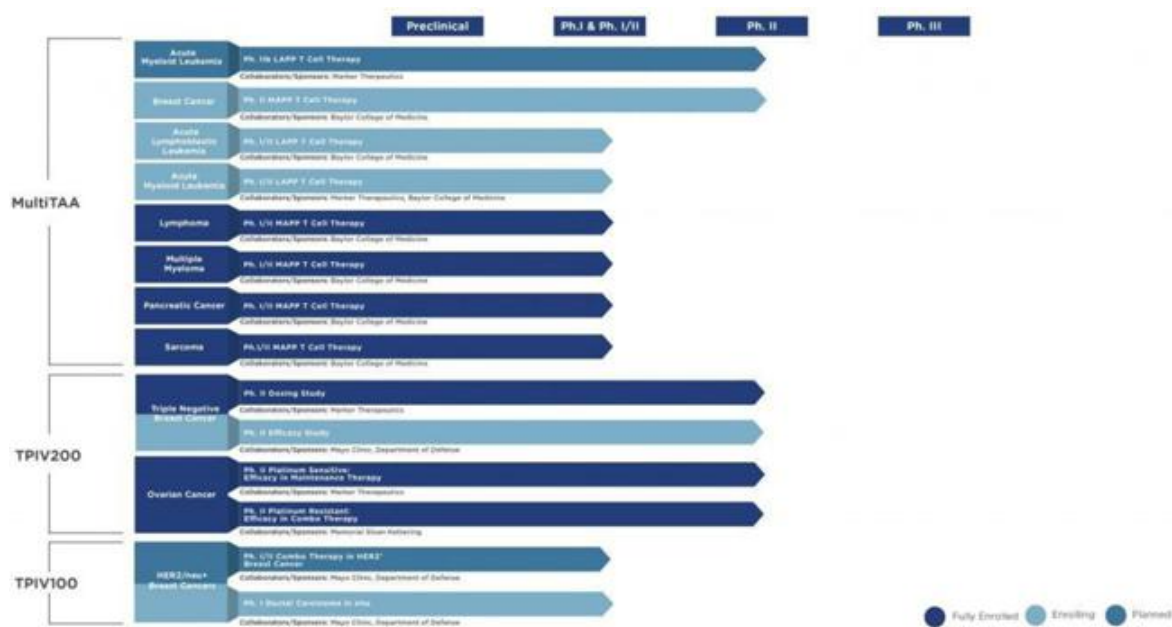 Preclinical
Ph.I & Ph. I/II
Ph. II
Ph. III
MultiTAA
Acute
Myeloid Leukemia
Ph. IIb LAPP T Cell Therapy
Collaborators/Sponsors: Marker Therapeutics
Breast Cancer
Ph. II MAPP T Cell Therapy
Collaborators/Sponsors: Baylor College of Medicine
Acute
Lymphoblastic
Leukemia
Ph. I/II LAPP T Cell Therapy
Collaborators/Sponsors: Baylor College of Medicine
Acute
Myeloid Leukemia
Ph. I/II LAPP T Cell Therapy
Collaborators/Sponsors: Marker Therapeutics, Baylor College of Medicine
Lymphoma
Ph. I/II MAPP T Cell Therapy
Collaborators/Sponsors: Baylor College of Medicine
Multiple
Myeloma
Ph. I/II MAPP T Cell Therapy
Collaborators/Sponsors: Baylor College of Medicine
Pancreatic Cancer
Ph. I/II MAPP T Cell Therapy
Collaborators/Sponsors: Baylor College of Medicine
Sarcoma
Ph.I/II MAPP T Cell Therapy
Collaborators/Sponsors: Baylor College of Medicine
TPIV200
Triple Negative
Breast Cancer
Ph. II Dosing Study
Collaborators/Sponsors: Marker Therapeutics
Ph. II Efficacy Study
Collaborators/Sponsors: Mayo Clinic, Department of Defense
Ovarian Cancer
Ph. II Platinum Sensitive:
Efficacy in Maintenance Therapy
Collaborators/Sponsors: Marker Therapeutics
Ph. II Platinum Resistant:
Efficacy in Combo Therapy
Collaborators/Sponsors: Memorial Sloan Kettering
TPIV100
HER2/neu+
Breast Cancers
Ph. I/II Combo Therapy in HER2+
Breast Cancer
Collaborators/Sponsors: Mayo Clinic, Department of Defense
Ph. I Ductal Carcinoma in situ
Collaborators/Sponsors: Mayo Clinic, Department of Defense
Fully Enrolled
Enrolling
Planned